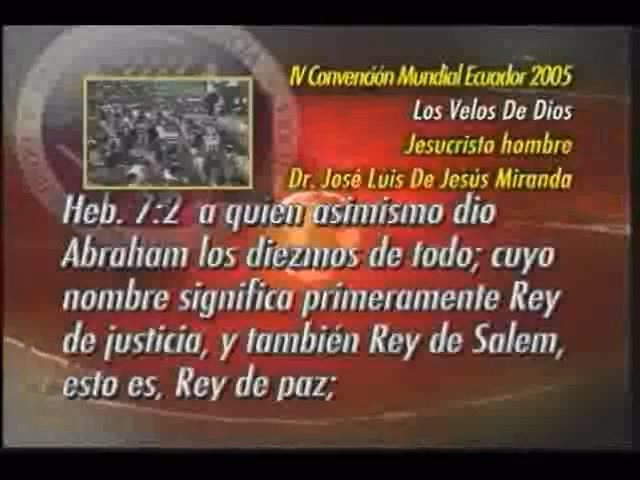 IV Convención Mundial Ecuador 2005
Los Velos De Dios
Jesucristo hombre
Dr. José Luis De Jesús Miranda
Heb. 7:2 a quien asimismo dio
Abraham los diezmos de todo; cuyo
nombre significa primeramente Rey
de justicia, y también Rey de Salem,
esto es, Rey de paz;